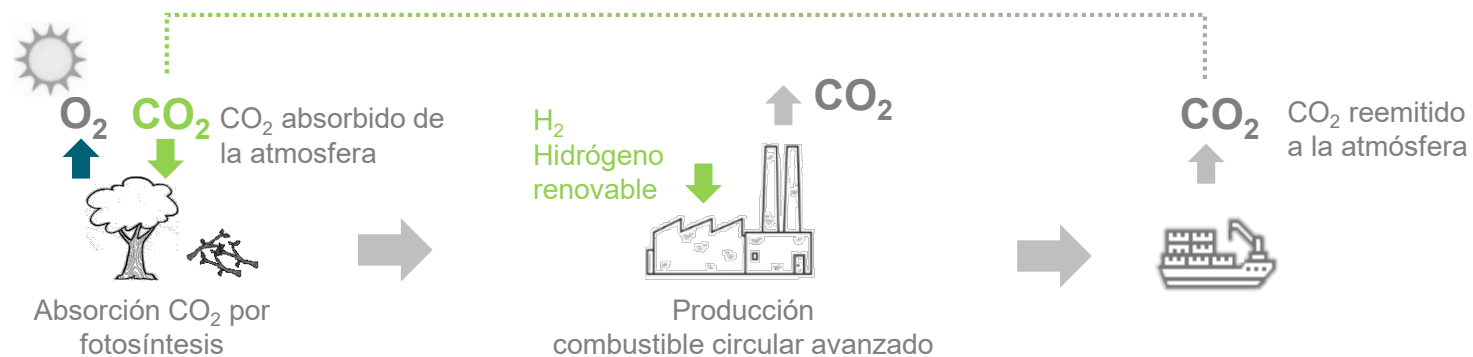 O₂
CO₂
CO₂ absorbido de
la atmosfera
Absorción CO₂ por
fotosíntesis
H₂
Hidrógeno
renovable
CO₂
Producción
combustible circular avanzado
CO₂
CO₂ reemitido
a la atmósfera